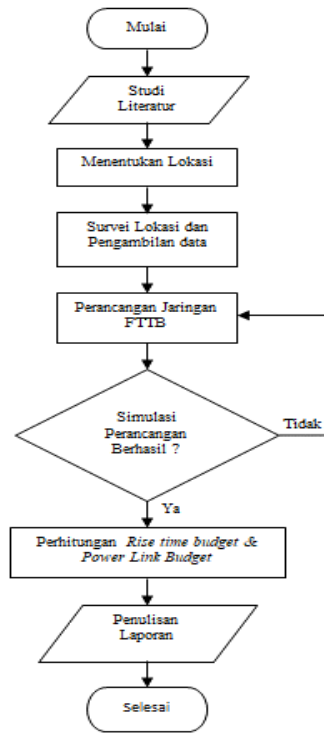 Mulai
Studi
Literatur
Menentukan Lokasi
Survei Lokasi dan
Pengambilan data
Perancangan Jaringan
FTTB
Simulasi
Perancangan
Berhasil ?
Tidak
Ya
Perhitungan Rise time budget &
Power Link Budget
Penulisan
Laporan
Selesai